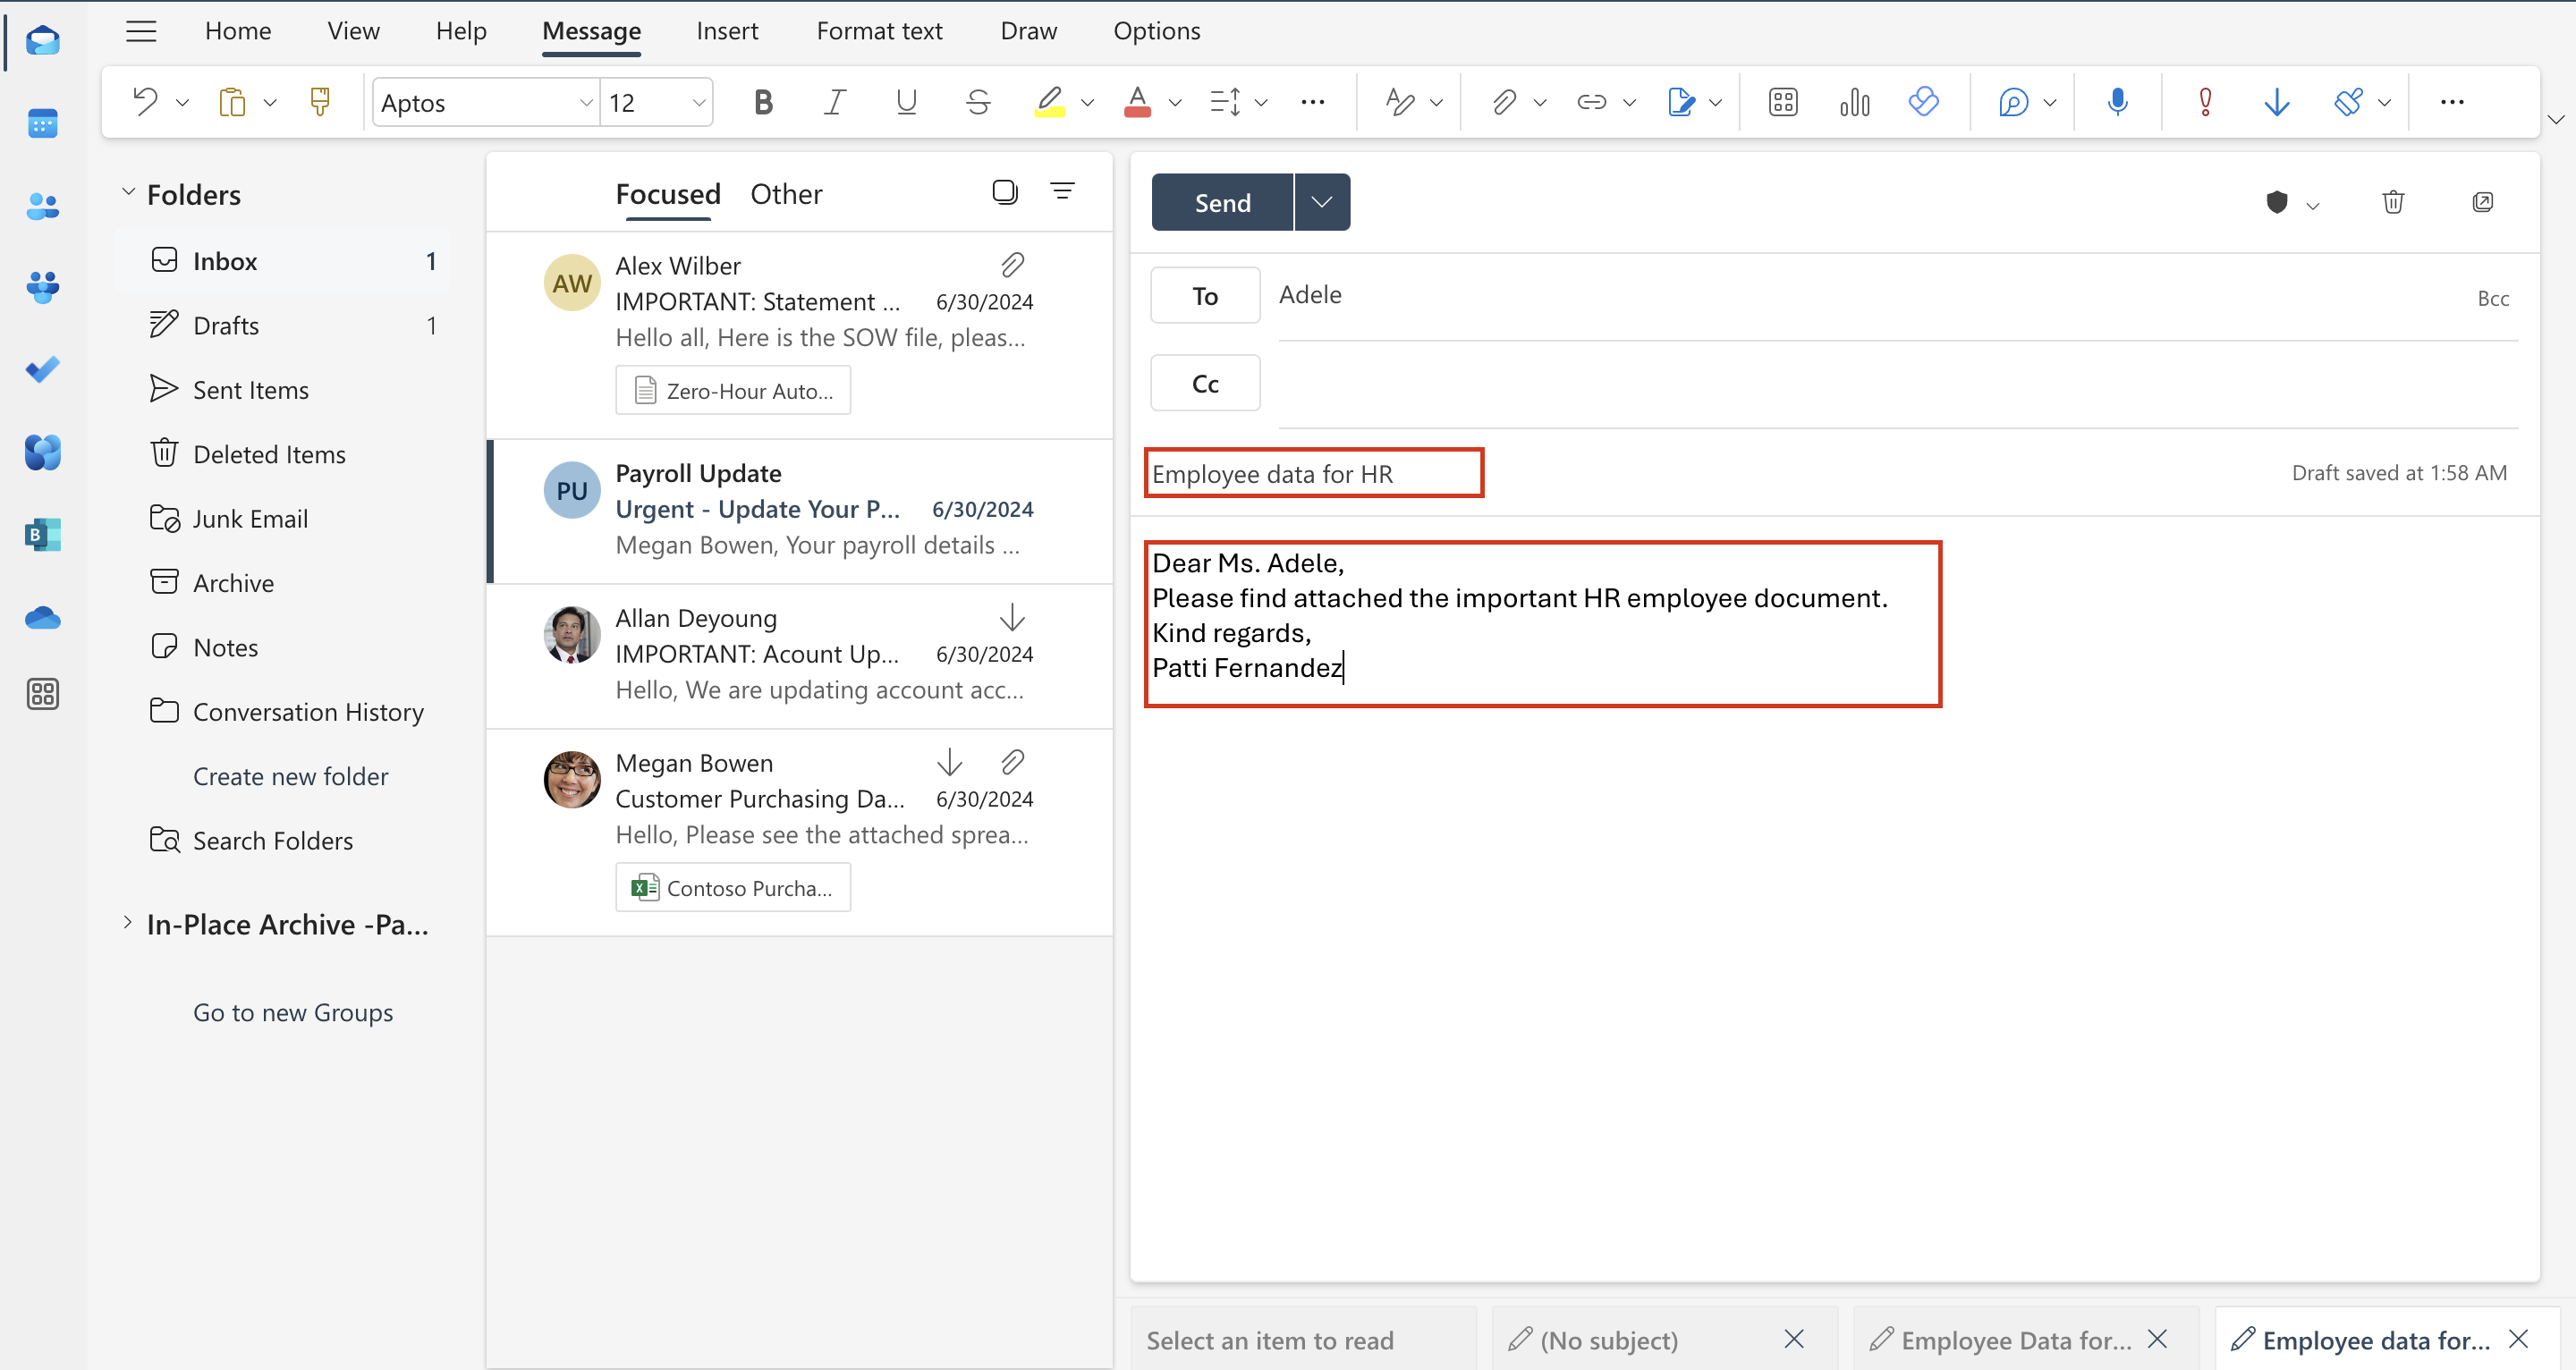 Home View Help Message Insert Format text Draw Options
Aptos 12 B I U S A A
Folders
Inbox 1
Drafts 1
Sent Items
Deleted Items
Junk Email
Archive
Notes
Conversation History
Create new folder
Search Folders
In-Place Archive -Pa...
Go to new Groups
B
Focused Other
AW
Alex Wilber
IMPORTANT: Statement ... 6/30/2024
Hello all, Here is the SOW file, pleas...
Zero-Hour Auto...
PU
Payroll Update
Urgent - Update Your P... 6/30/2024
Megan Bowen, Your payroll details ...
Allan Deyoung
IMPORTANT: Acount Up... 6/30/2024
Hello, We are updating account acc...
Megan Bowen
Customer Purchasing Da... 6/30/2024
Hello, Please see the attached sprea...
Contoso Purcha...
Send
To Adele Bcc
Cc
Employee data for HR Draft saved at 1:58 AM
Dear Ms. Adele,
Please find attached the important HR employee document.
Kind regards,
Patti Fernandez
Select an item to read (No subject) Employee Data for... Employee data for...